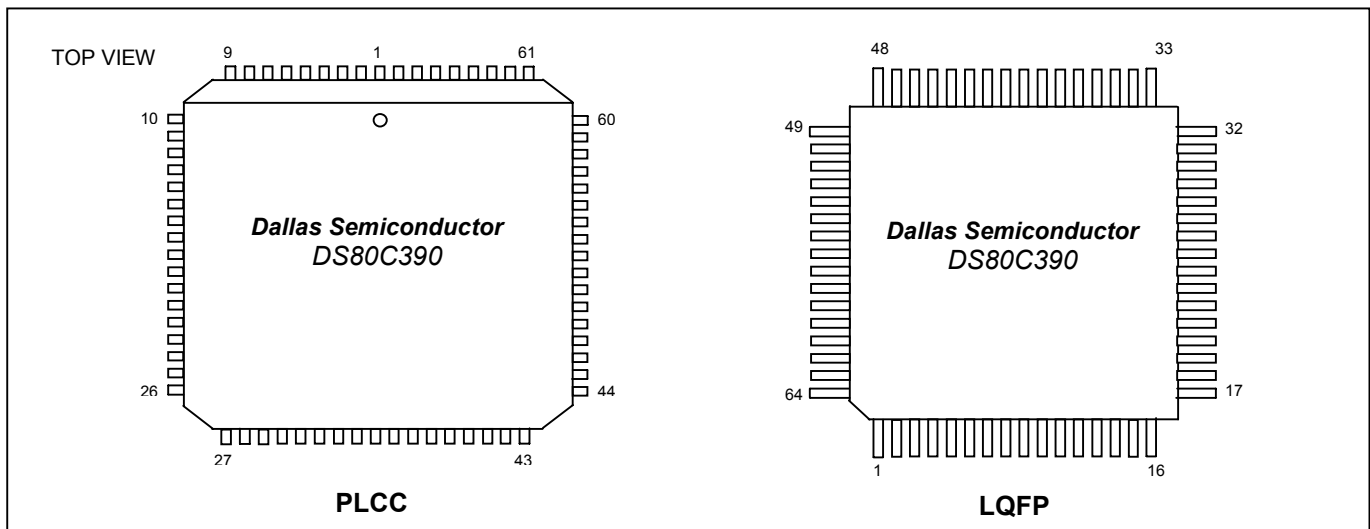 TOP VIEW
9 1 61
10 60
Dallas Semiconductor
DS80C390
26 44
27 43
PLCC
48 33
49 32
Dallas Semiconductor
DS80C390
64 17
1 16
LQFP